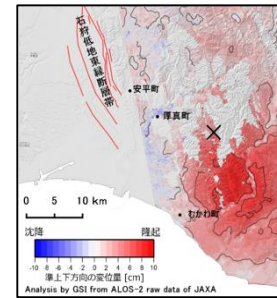 石狩低地東縁断層帯
安平町
厚真町
むかわ町
0 5 10 km
沈降 隆起
-10 -8 -6 -4 -2 0 2 4 6 8 10
準上下方向の変位量 [cm]
Analysis by GSI from ALOS-2 raw data of JAXA